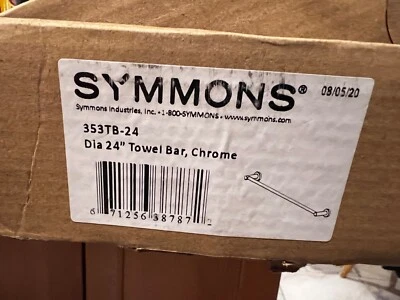 SYMMONS® 08/05/20
Symmons Industries, Inc. • 1-800-SYMMONS • www.symmons.com
353TB-24
Dia 24" Towel Bar, Chrome
6 71256 38787 2